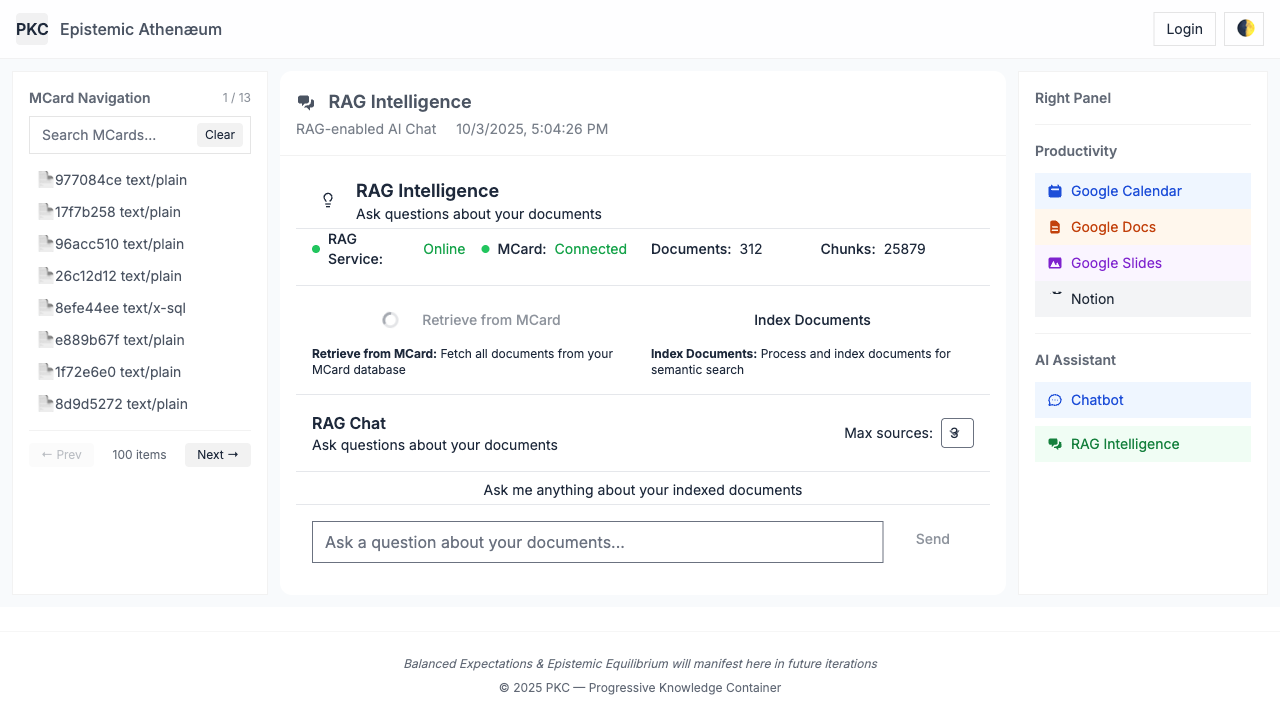 PKC Epistemic Athenæum
Login
MCard Navigation 1 / 13
Search MCards...
Clear
977084ce text/plain
17f7b258 text/plain
96acc510 text/plain
26c12d12 text/plain
8efe44ee text/x-sql
e889b67f text/plain
1f72e6e0 text/plain
8d9d5272 text/plain
← Prev 100 items Next →
RAG Intelligence
RAG-enabled AI Chat 10/3/2025, 5:04:26 PM
RAG Intelligence
Ask questions about your documents
RAG
Service:
Online
MCard: Connected
Documents: 312
Chunks: 25879
Retrieve from MCard
Index Documents
Retrieve from MCard: Fetch all documents from your
MCard database
Index Documents: Process and index documents for
semantic search
RAG Chat
Ask questions about your documents
Max sources:
Ask me anything about your indexed documents
Ask a question about your documents...
Send
Right Panel
Productivity
Google Calendar
Google Docs
Google Slides
Notion
AI Assistant
Chatbot
RAG Intelligence
Balanced Expectations & Epistemic Equilibrium will manifest here in future iterations
© 2025 PKC — Progressive Knowledge Container